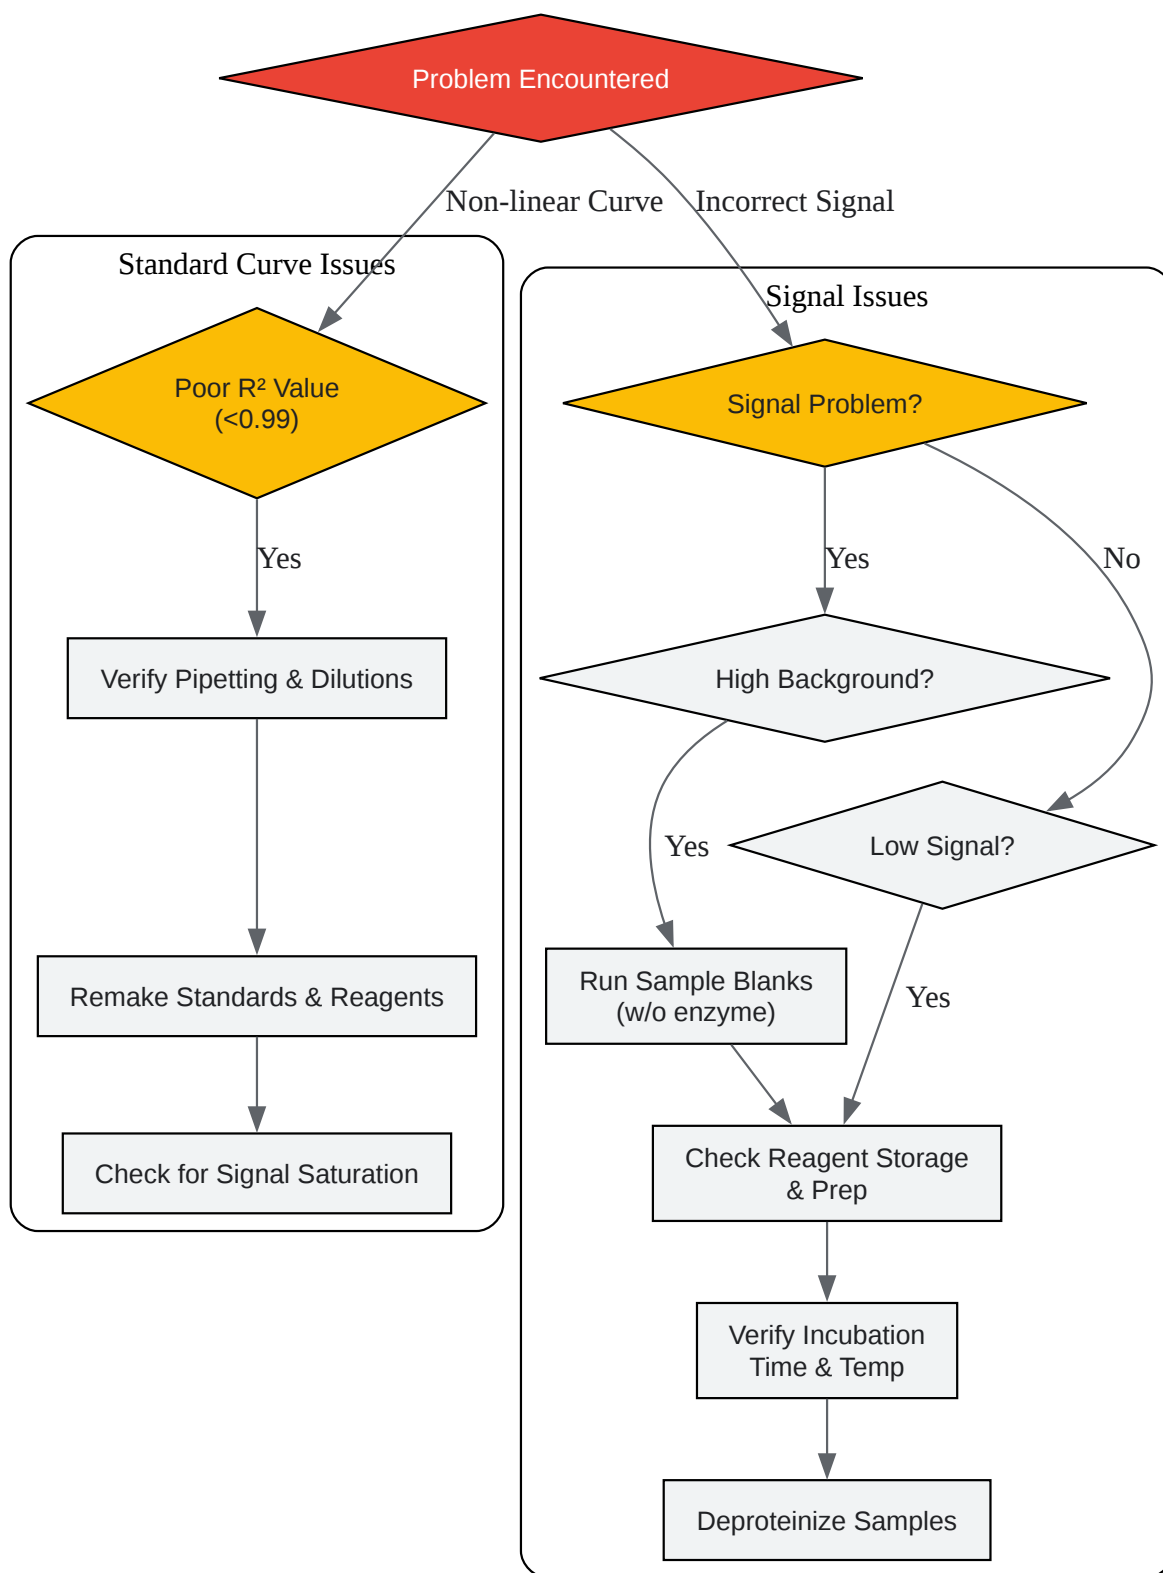 Problem Encountered
Non-linear Curve
Incorrect Signal
Standard Curve Issues
Poor R² Value
(<0.99)
Yes
Verify Pipetting & Dilutions
Remake Standards & Reagents
Check for Signal Saturation
Signal Issues
Signal Problem?
Yes
No
High Background?
Low Signal?
Yes
Yes
Run Sample Blanks
(w/o enzyme)
Check Reagent Storage
& Prep
Verify Incubation
Time & Temp
Deproteinize Samples